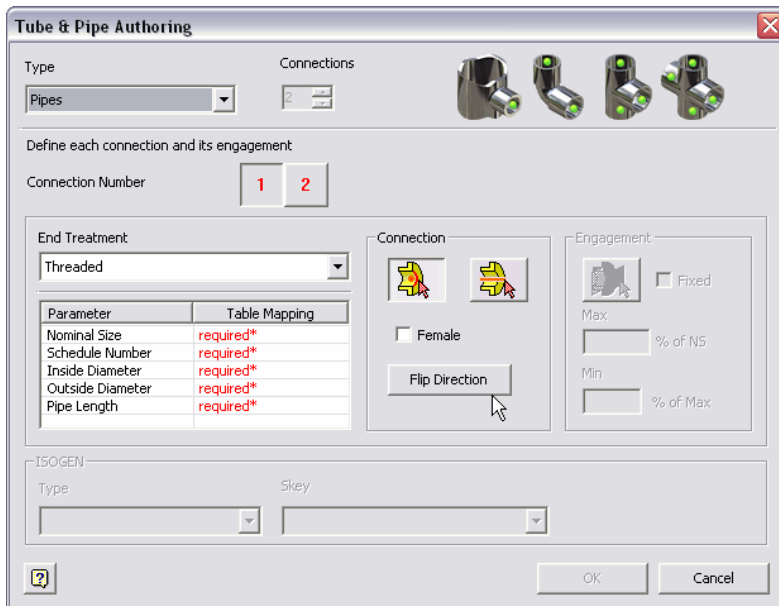 Tube & Pipe Authoring
Type
Connections
Pipes
2
Define each connection and its engagement
Connection Number
1
2
End Treatment
Threaded
Parameter Table Mapping
Nominal Size required*
Schedule Number required*
Inside Diameter required*
Outside Diameter required*
Pipe Length required*
Connection
Female
Flip Direction
Engagement
Fixed
Max
% of NS
Min
% of Max
ISOGEN
Type
Skey
?
OK
Cancel